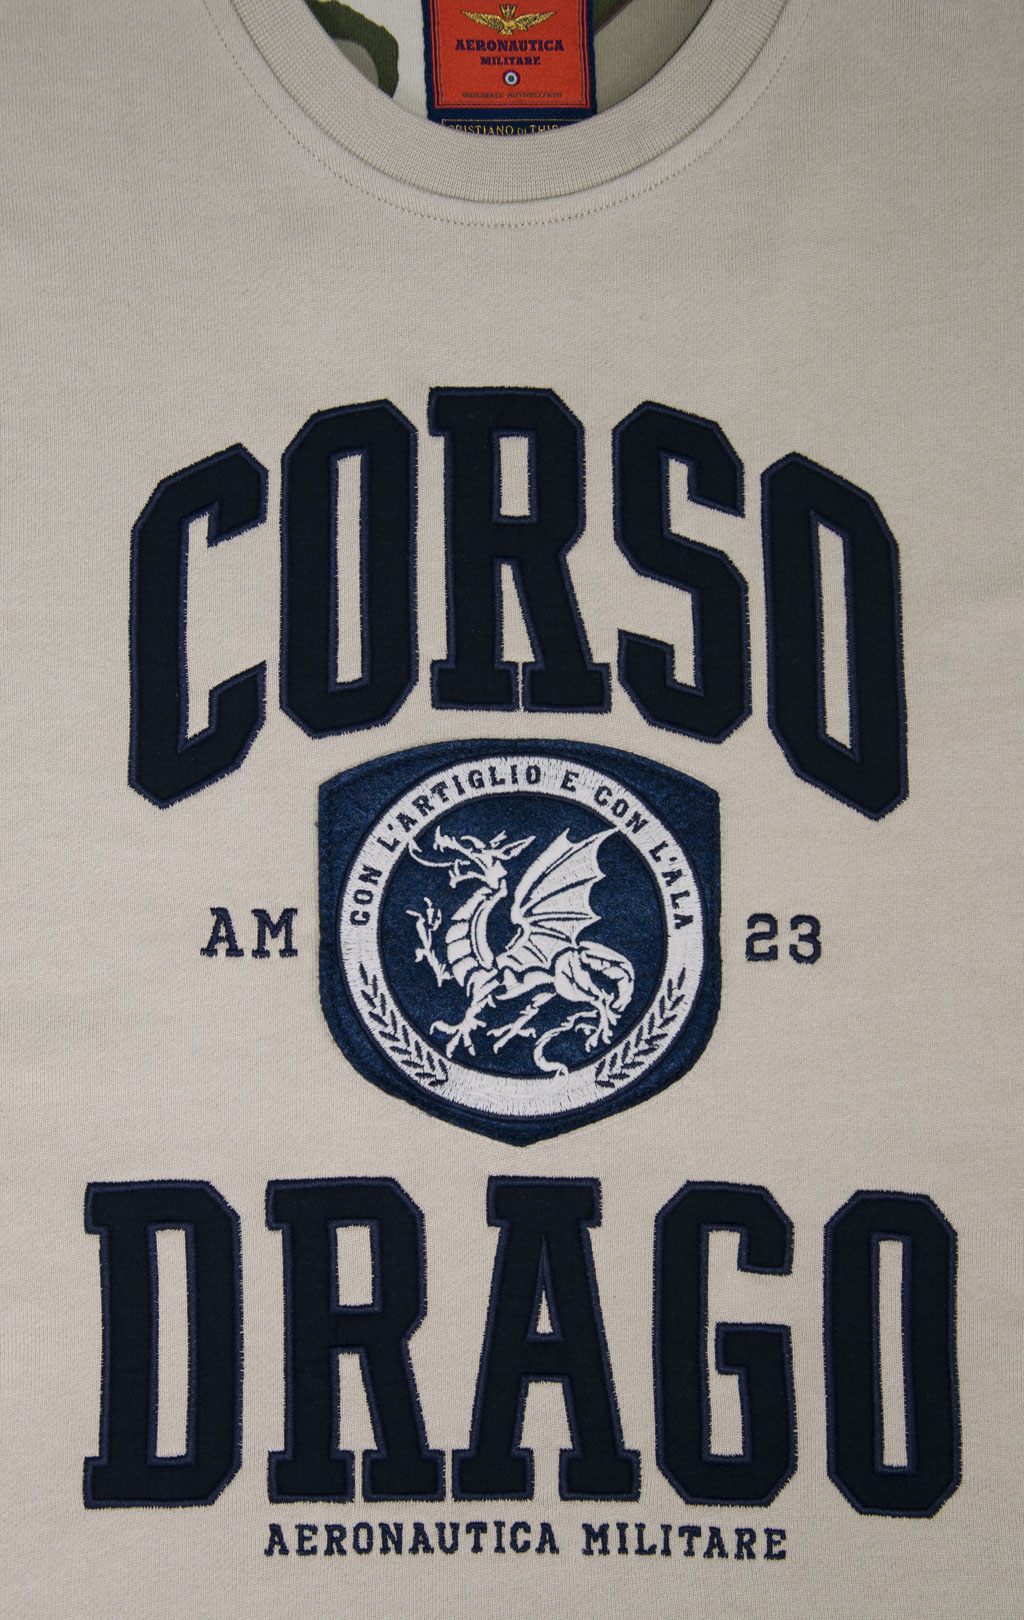 AERONAUTICA
MILITARE
CORSO
CON L'ARTIGLIO E CON L'ALA
AM
23
DRAGO
AERONAUTICA MILITARE